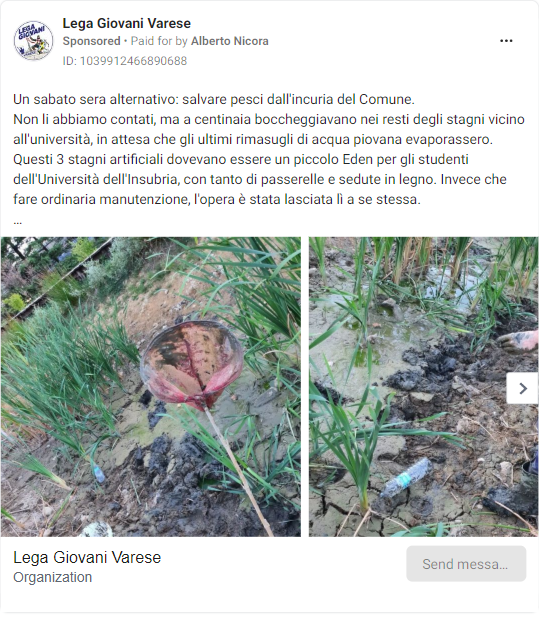 LEGA
GIOVANI
Lega Giovani Varese
Sponsored • Paid for by Alberto Nicora
ID: 1039912466890688
Un sabato sera alternativo: salvare pesci dall'incuria del Comune.
Non li abbiamo contati, ma a centinaia boccheggiavano nei resti degli stagni vicino
all'università, in attesa che gli ultimi rimasugli di acqua piovana evaporassero.
Questi 3 stagni artificiali dovevano essere un piccolo Eden per gli studenti
dell'Università dell'Insubria, con tanto di passerelle e sedute in legno. Invece che
fare ordinaria manutenzione, l'opera è stata lasciata lì a se stessa.
...
Lega Giovani Varese
Organization
Send messa...